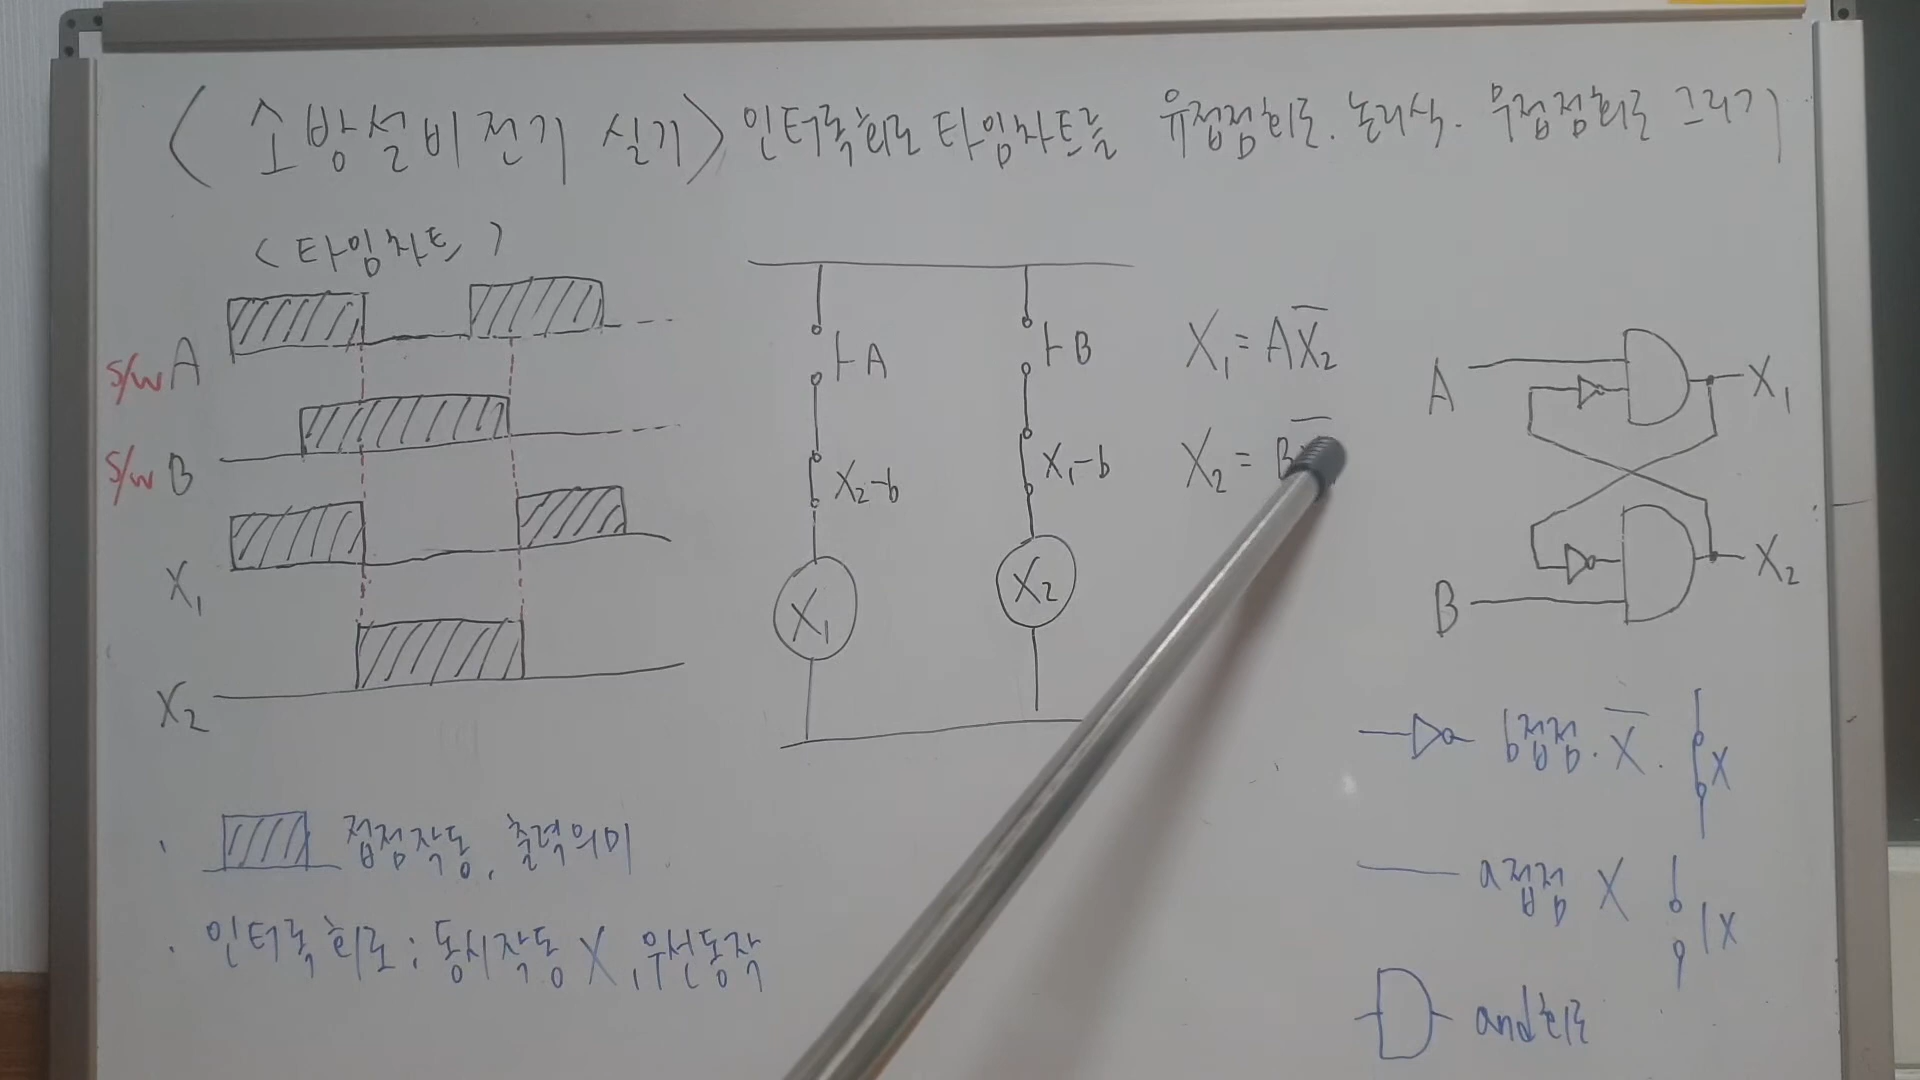 <소방설비전기 실기> 인터록회로 타임차트를 유접점회로. 논리식. 무접점회로 그리기
<타임차트>
S/W A
S/W B
X₁
X₂
A
X₂-b
X₁
B
X₁-b
X₂
X₁ = AX̅₂
X₂ = B
A
X₁
B
X₂
접점작동, 출력의미
· 인터록 회로 : 동시작동 X, 우선동작
b접점. X̅. X
a접점 X X
and회로